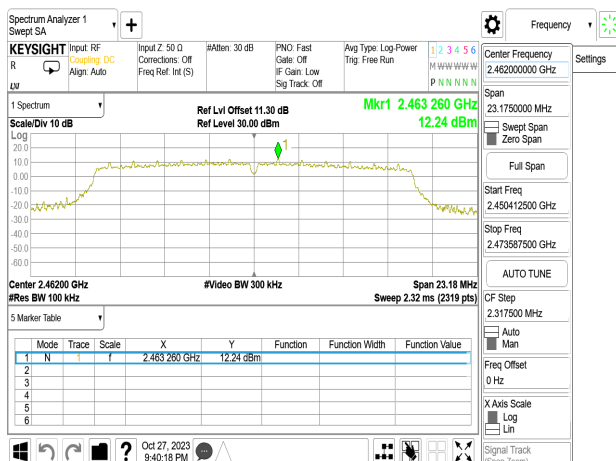 Spectrum Analyzer 1
Swept SA
+
Frequency
KEYSIGHT
R
Input: RF
Coupling: DC
Align: Auto
Input Z: 50 Ω
Corrections: Off
Freq Ref: Int (S)
#Atten: 30 dB
PNO: Fast
Gate: Off
IF Gain: Low
Sig Track: Off
Avg Type: Log-Power
Trig: Free Run
1 2 3 4 5 6
M W W W W W
P N N N N N
Settings
Center Frequency
2.462000000 GHz
Span
23.1750000 MHz
Swept Span
Zero Span
Full Span
Start Freq
2.450412500 GHz
Stop Freq
2.473587500 GHz
AUTO TUNE
CF Step
2.317500 MHz
Auto
Man
Freq Offset
0 Hz
X Axis Scale
Log
Lin
Signal Track
(Span Zoom)
1 Spectrum
Scale/Div 10 dB
Log
Ref Lvl Offset 11.30 dB
Ref Level 30.00 dBm
Mkr1 2.463 260 GHz
12.24 dBm
1
20.0
10.0
0.00
-10.0
-20.0
-30.0
-40.0
-50.0
-60.0
Center 2.46200 GHz
#Res BW 100 kHz
#Video BW 300 kHz
Span 23.18 MHz
Sweep 2.32 ms (2319 pts)
5 Marker Table
Mode Trace Scale X Y Function Function Width Function Value
1 N 1 f 2.463 260 GHz 12.24 dBm
2
3
4
5
6
?
Oct 27, 2023
9:40:18 PM